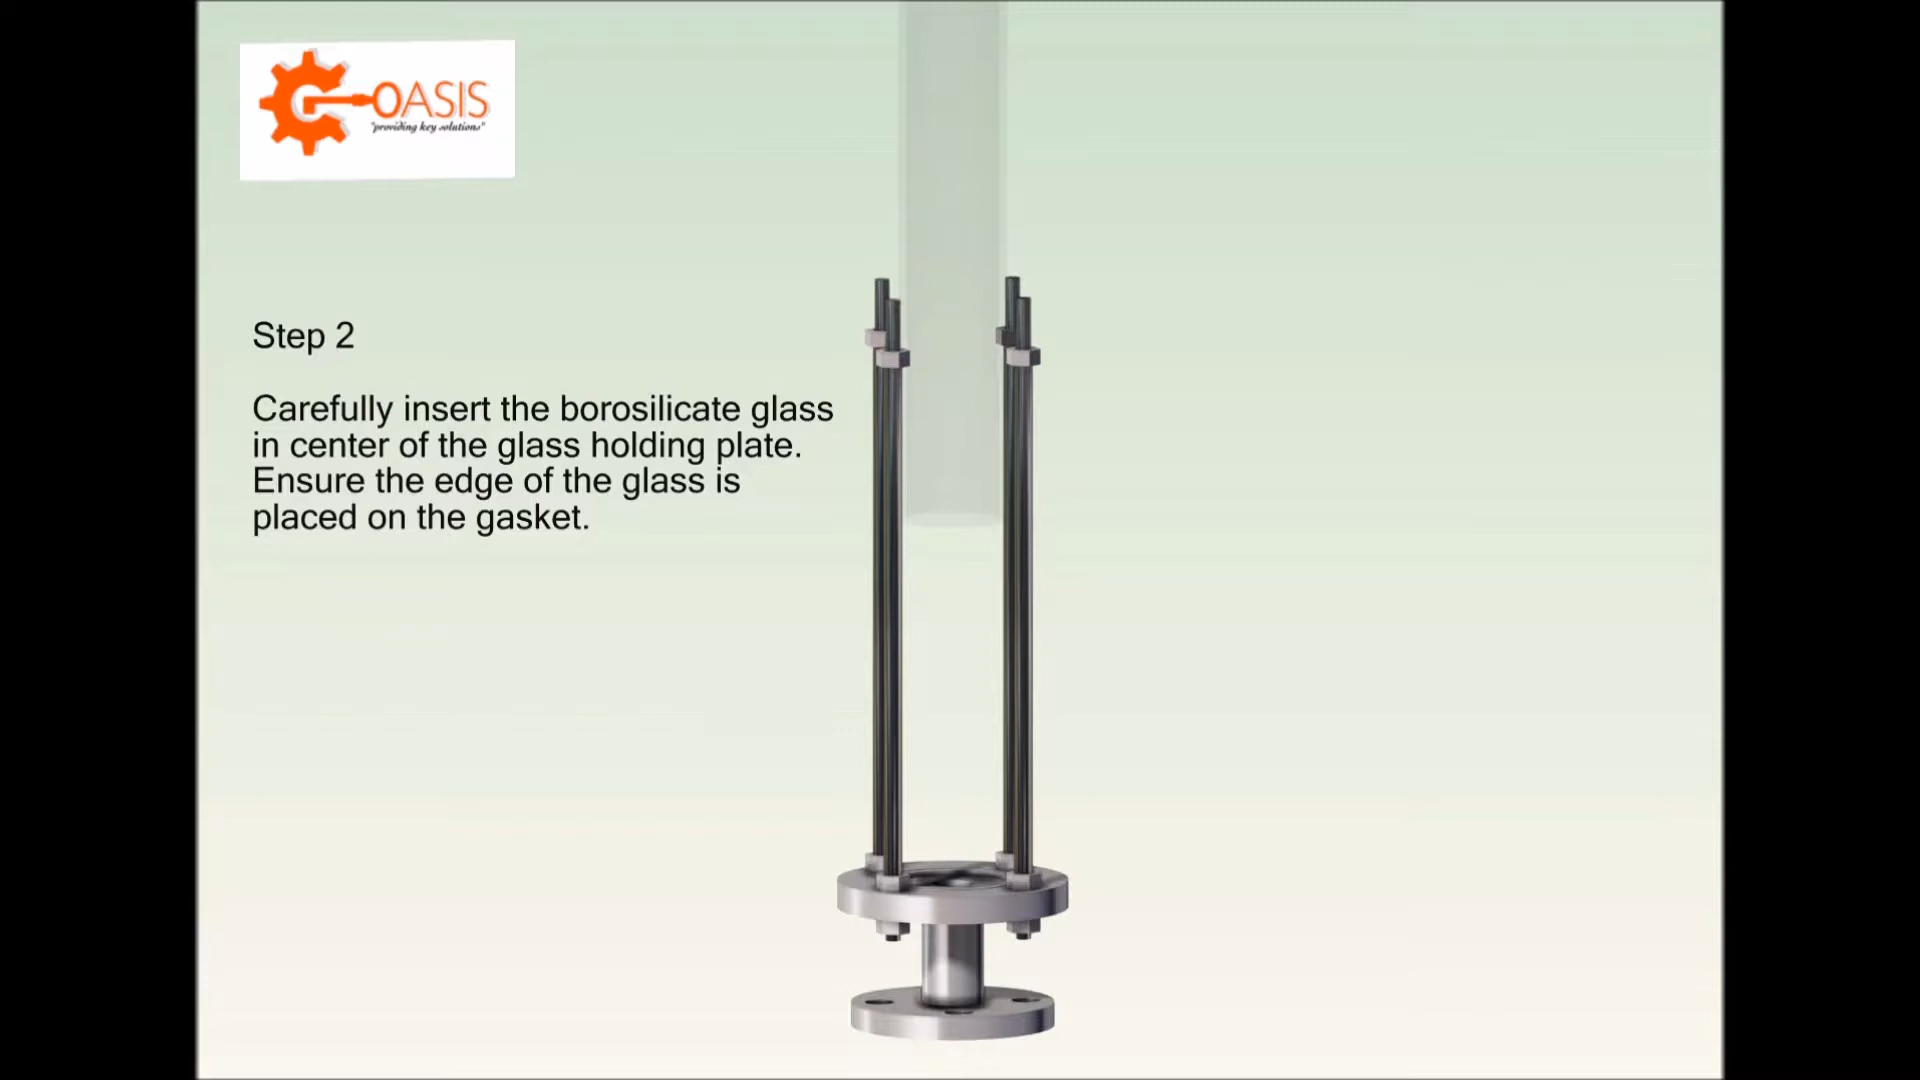 OASIS
"providing key solutions"
Step 2
Carefully insert the borosilicate glass
in center of the glass holding plate.
Ensure the edge of the glass is
placed on the gasket.